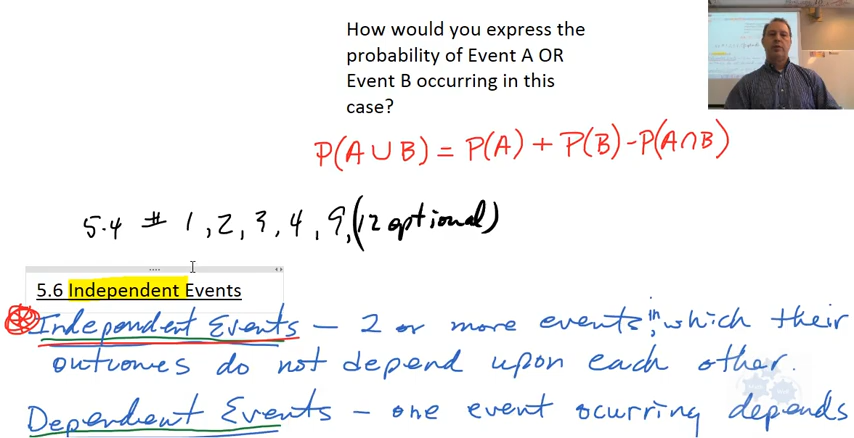 How would you express the
probability of Event A OR
Event B occurring in this
case?
P(A ∪ B) = P(A) + P(B) - P(A∩B)
5.4 # 1, 2, 3, 4, 9, (12 optional)
5.6 Independent Events
Independent Events – 2 or more events, in which their
outcomes do not depend upon each other.
Dependent Events – one event ocurring depends